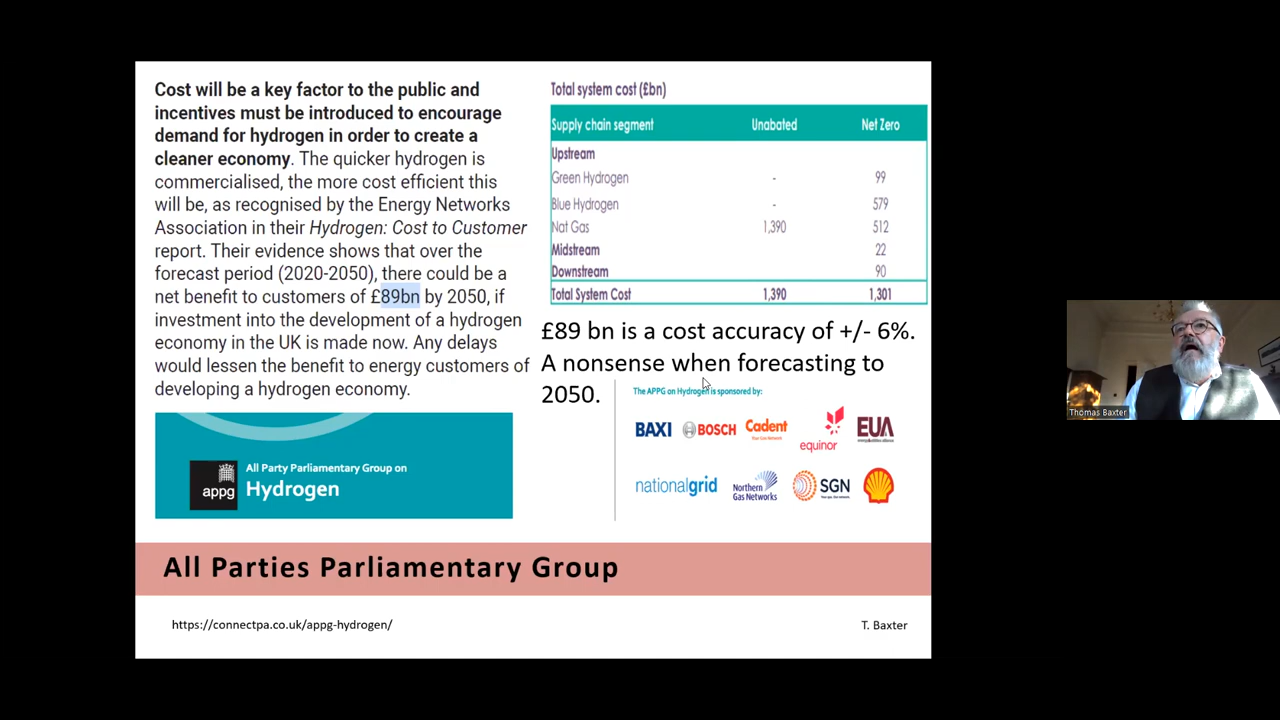 Cost will be a key factor to the public and
incentives must be introduced to encourage
demand for hydrogen in order to create a
cleaner economy. The quicker hydrogen is
commercialised, the more cost efficient this
will be, as recognised by the Energy Networks
Association in their Hydrogen: Cost to Customer
report. Their evidence shows that over the
forecast period (2020-2050), there could be a
net benefit to customers of £89bn by 2050, if
investment into the development of a hydrogen
economy in the UK is made now. Any delays
would lessen the benefit to energy customers of
developing a hydrogen economy.
Total system cost (£bn)
Supply chain segment Unabated Net Zero
Upstream
Green Hydrogen - 99
Blue Hydrogen - 579
Nat Gas 1,390 512
Midstream 22
Downstream 90
Total System Cost 1,390 1,301
£89 bn is a cost accuracy of +/- 6%.
A nonsense when forecasting to
2050.
The APPG on Hydrogen is sponsored by:
BAXI BOSCH Cadent equinor EUA
nationalgrid Northern Gas Networks SGN
appg
All Party Parliamentary Group on
Hydrogen
All Parties Parliamentary Group
https://connectpa.co.uk/appg-hydrogen/
T. Baxter
Thomas Baxter